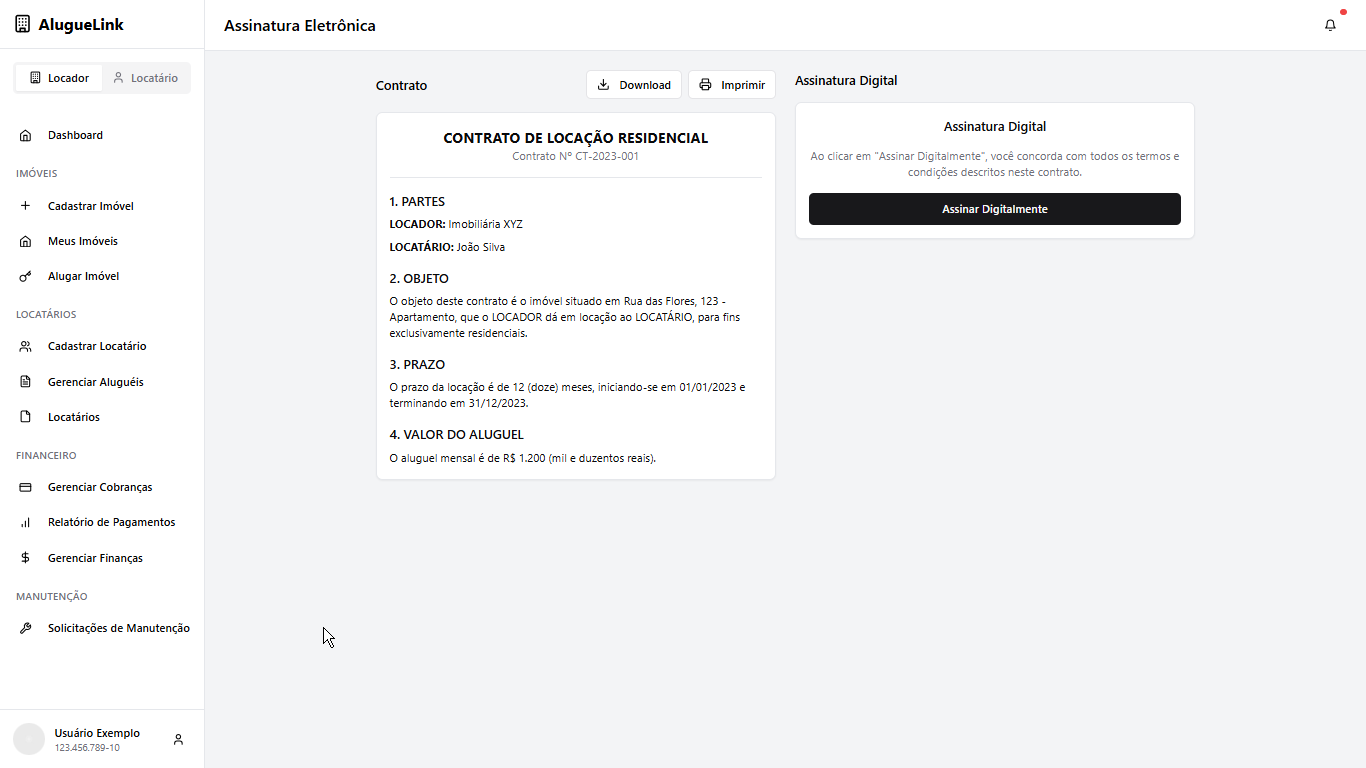 AlugueLink
Locador
Locatário
Dashboard
IMÓVEIS
Cadastrar Imóvel
Meus Imóveis
Alugar Imóvel
LOCATÁRIOS
Cadastrar Locatário
Gerenciar Aluguéis
Locatários
FINANCEIRO
Gerenciar Cobranças
Relatório de Pagamentos
Gerenciar Finanças
MANUTENÇÃO
Solicitações de Manutenção
Usuário Exemplo
123.456.789-10
Assinatura Eletrônica
Contrato
Download
Imprimir
CONTRATO DE LOCAÇÃO RESIDENCIAL
Contrato Nº CT-2023-001
1. PARTES
LOCADOR: Imobiliária XYZ
LOCATÁRIO: João Silva
2. OBJETO
O objeto deste contrato é o imóvel situado em Rua das Flores, 123 -
Apartamento, que o LOCADOR dá em locação ao LOCATÁRIO, para fins
exclusivamente residenciais.
3. PRAZO
O prazo da locação é de 12 (doze) meses, iniciando-se em 01/01/2023 e
terminando em 31/12/2023.
4. VALOR DO ALUGUEL
O aluguel mensal é de R$ 1.200 (mil e duzentos reais).
Assinatura Digital
Assinatura Digital
Ao clicar em "Assinar Digitalmente", você concorda com todos os termos e
condições descritos neste contrato.
Assinar Digitalmente